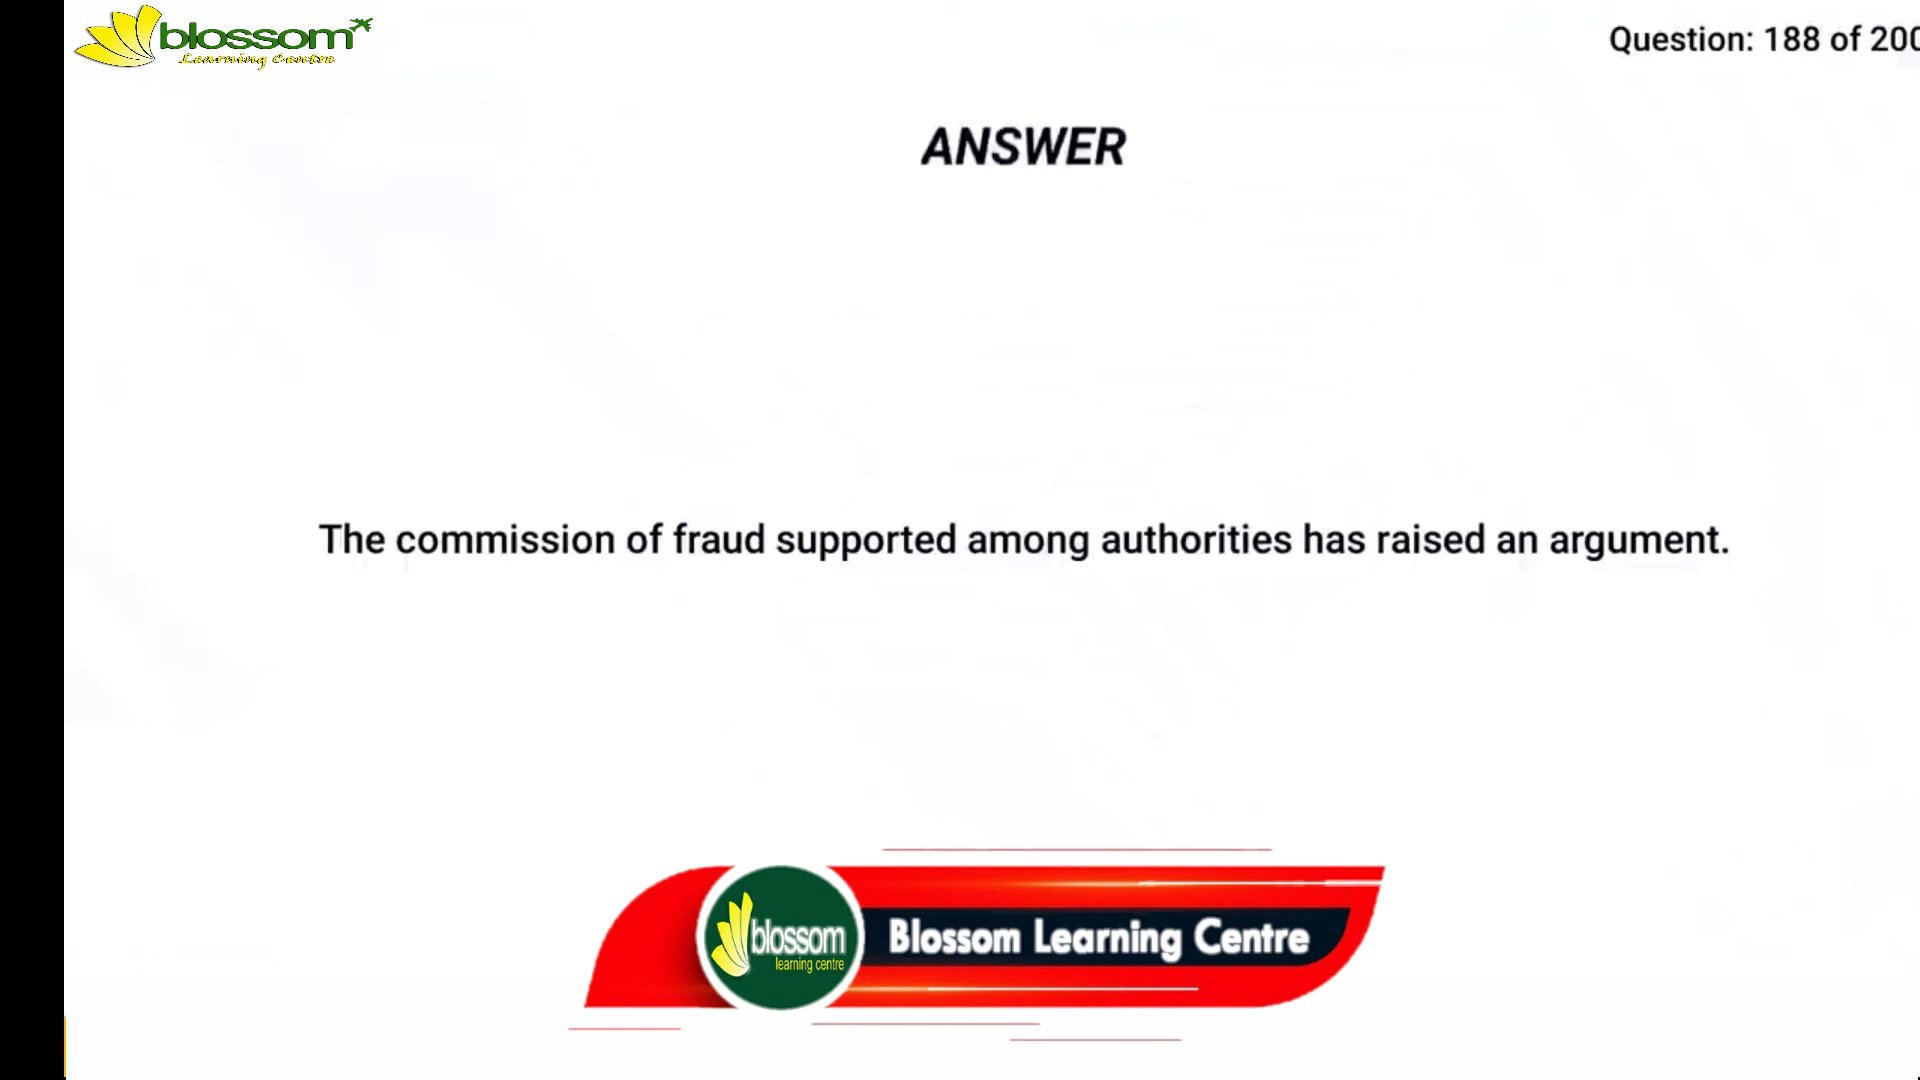 blossom
Learning Centre
Question: 188 of 200
ANSWER
The commission of fraud supported among authorities has raised an argument.
blossom
learning centre
Blossom Learning Centre